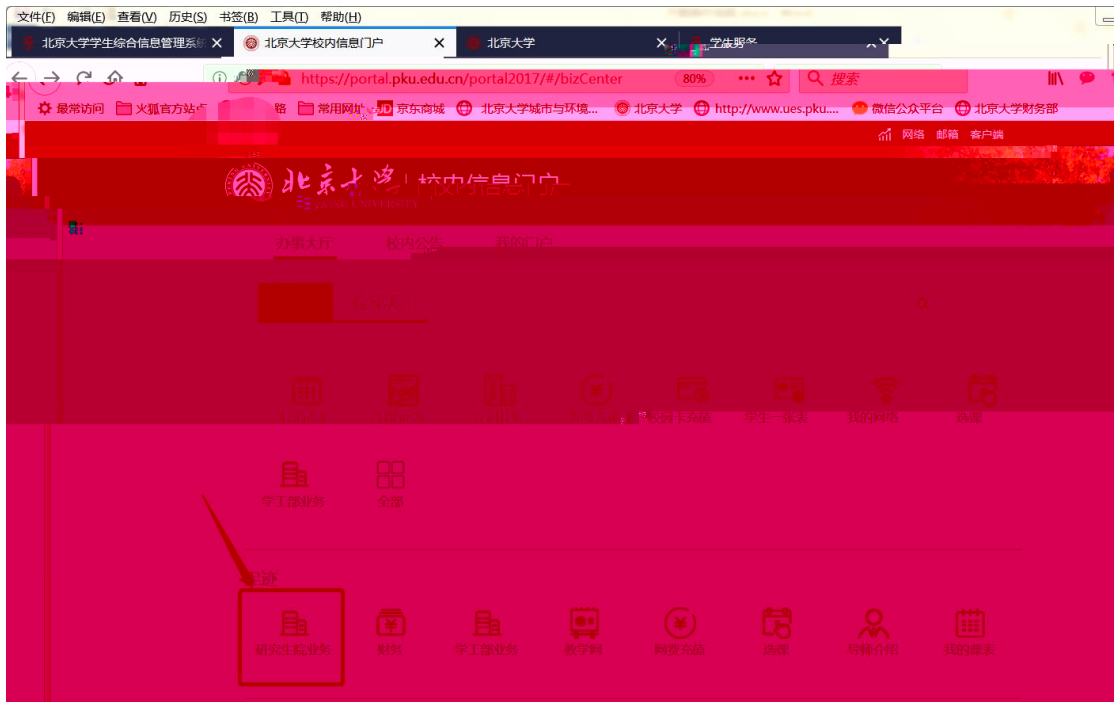 文件(F) 编辑(E) 查看(V) 历史(S) 书签(B) 工具(T) 帮助(H)
北京大学学生综合信息管理系统 北京大学校内信息门户 北京大学
https://portal.pku.edu.cn/portal2017/#/bizCenter 80% 搜索
最常访问 火狐官方站点 常用网址 JD 京东商城 北京大学城市与环境... 北京大学 http://www.ues.pku.... 微信公众平台 北京大学财务部
网络 邮箱 客户端
北京大学 校内信息门户
办事大厅 校内公告 我的门户
校园卡充值 学生一张表 我的网络 选课
学工部业务 全部
足迹
研究生院业务 财务 学工部业务 教学网 网费充值 选课 导师介绍 我的课表